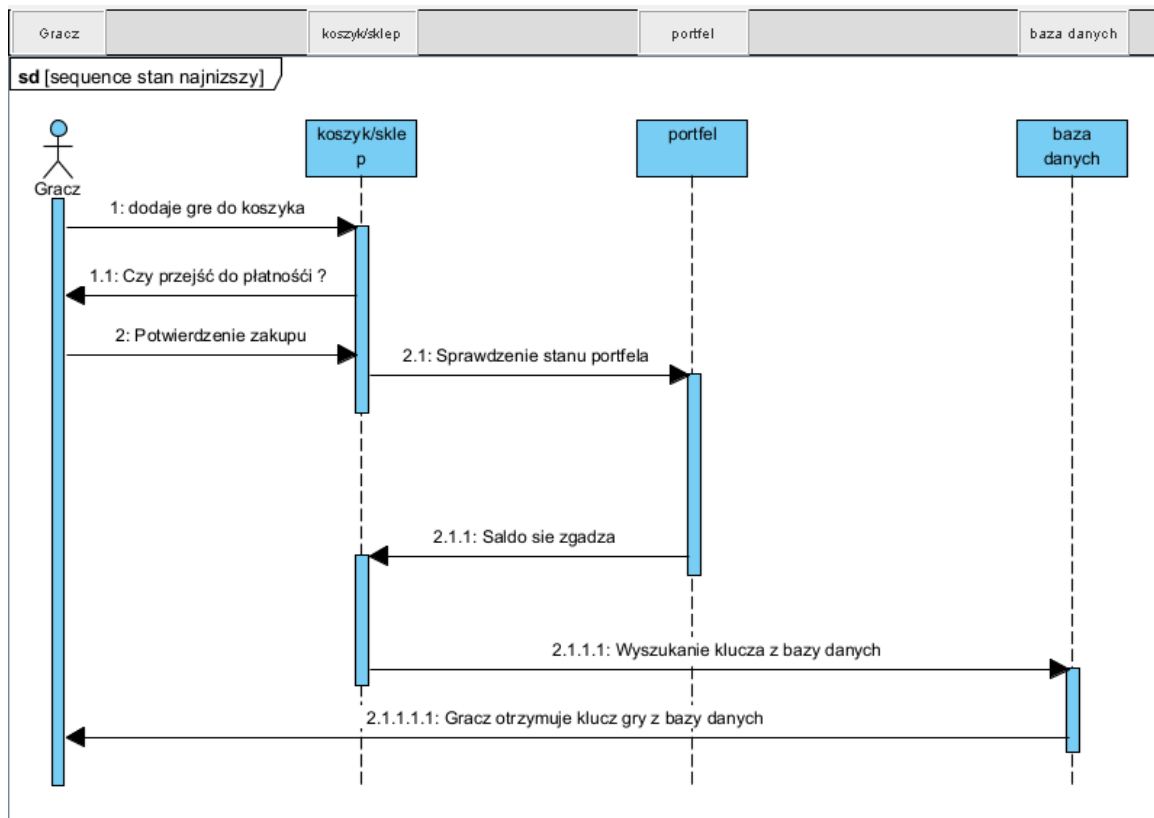 Gracz koszyk/sklep portfel baza danych
sd [sequence stan najnizszy]
koszyk/skle
p
portfel
baza
danych
Gracz
1: dodaje gre do koszyka
1.1: Czy przejść do płatnośći ?
2: Potwierdzenie zakupu
2.1: Sprawdzenie stanu portfela
2.1.1: Saldo sie zgadza
2.1.1.1: Wyszukanie klucza z bazy danych
2.1.1.1.1: Gracz otrzymuje klucz gry z bazy danych